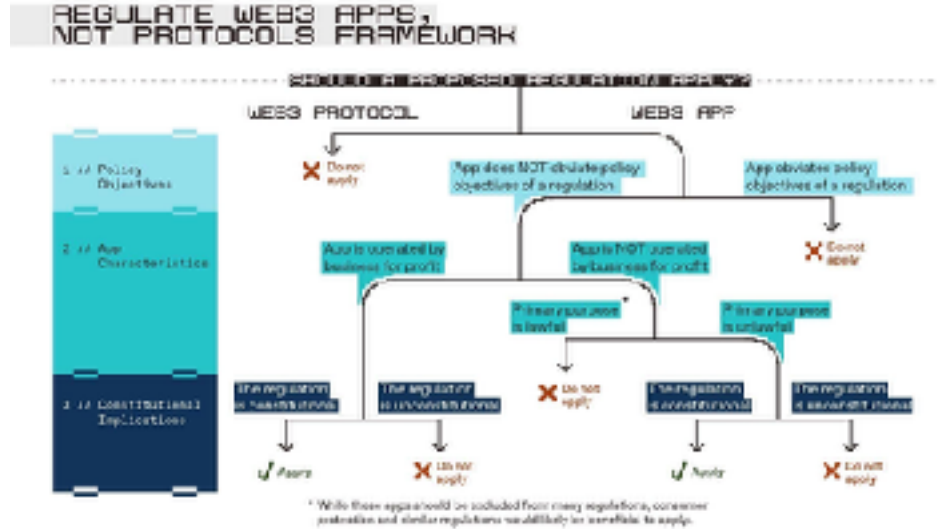 REGULATE WEB3 APPS,
NOT PROTOCOLS FRAMEWORK
SHOULD A PROPOSED REGULATION APPLY?
WEB3 PROTOCOL
WEB3 APP
1 // Policy
Objectives
Do not
apply
App does NOT obviate policy
objectives of a regulation
App obviates policy
objectives of a regulation
Do not
apply
2 // App
Characteristics
App is operated by
business for profit
App is NOT operated
by business for profit
Primary purpose *
is lawful
Primary purpose
is unlawful
Do not
apply
3 // Constitutional
Implications
The regulation
is constitutional
The regulation
is unconstitutional
The regulation
is constitutional
The regulation
is unconstitutional
Apply
Do not
apply
Apply
Do not
apply
* While these apps should be excluded from many regulations, consumer
protection and similar regulations would likely be beneficial to apply.